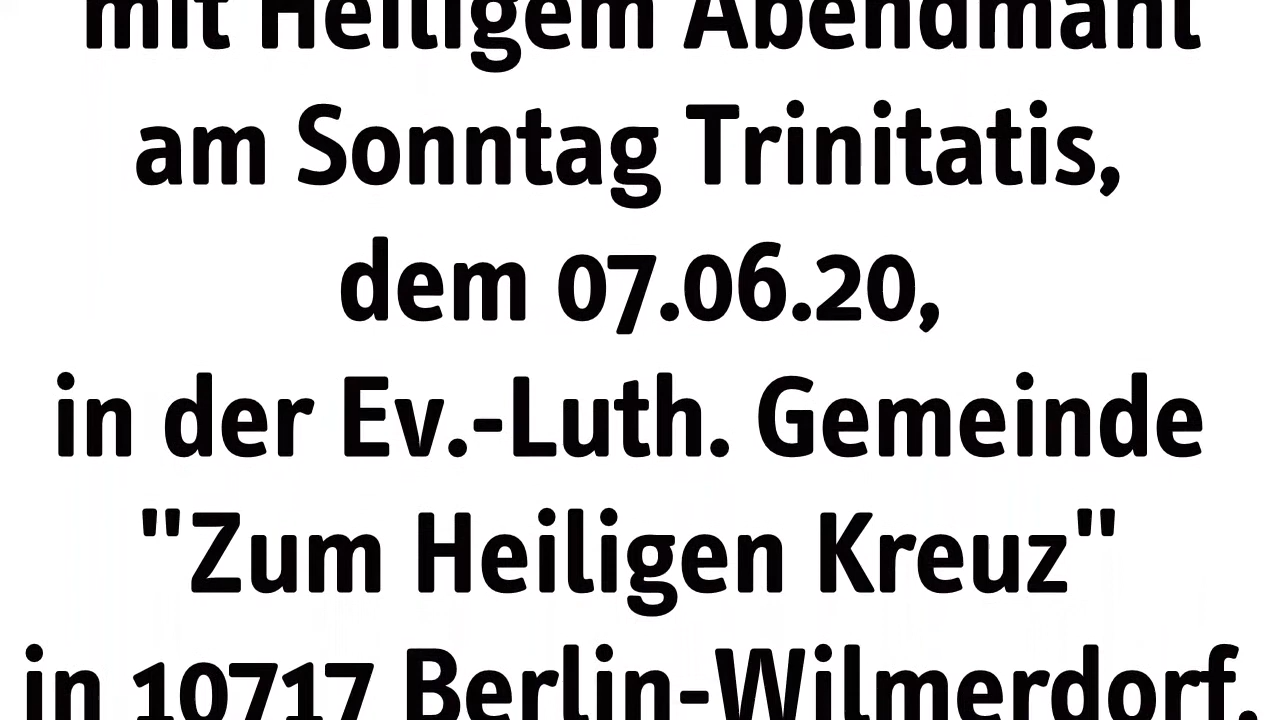 mit Heiligem Abendmahl
am Sonntag Trinitatis,
dem 07.06.20,
in der Ev.-Luth. Gemeinde
"Zum Heiligen Kreuz"
in 10717 Berlin-Wilmerdorf.